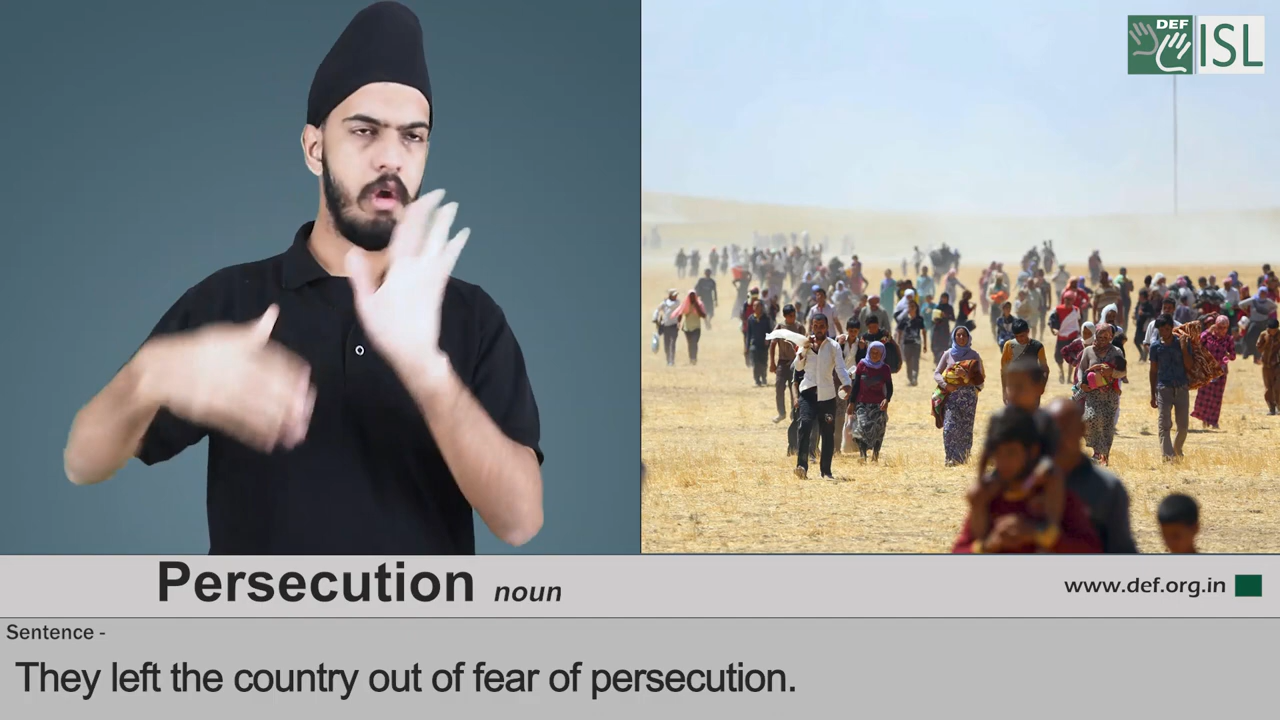 DEF
ISL
Persecution noun
www.def.org.in
Sentence -
They left the country out of fear of persecution.